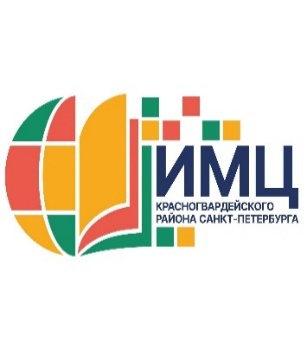 ИМЦ
КРАСНОГВАРДЕЙСКОГО
РАЙОНА САНКТ-ПЕТЕРБУРГА